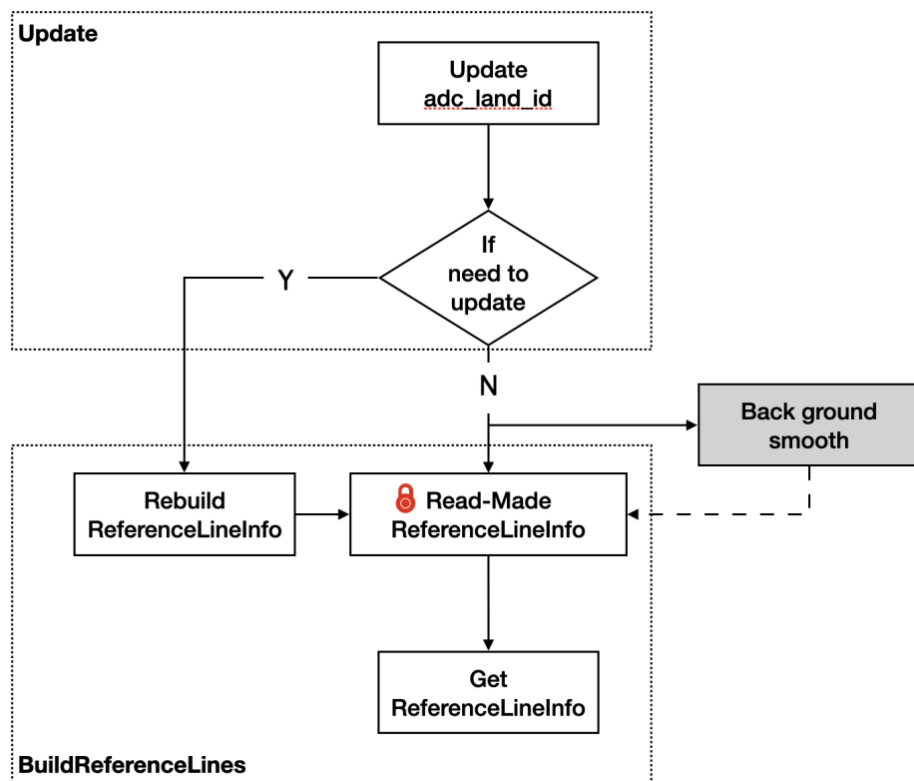 Update
Update
adc_land_id
If
need to
update
Y
N
Back ground
smooth
Rebuild
ReferenceLineInfo
Read-Made
ReferenceLineInfo
Get
ReferenceLineInfo
BuildReferenceLines